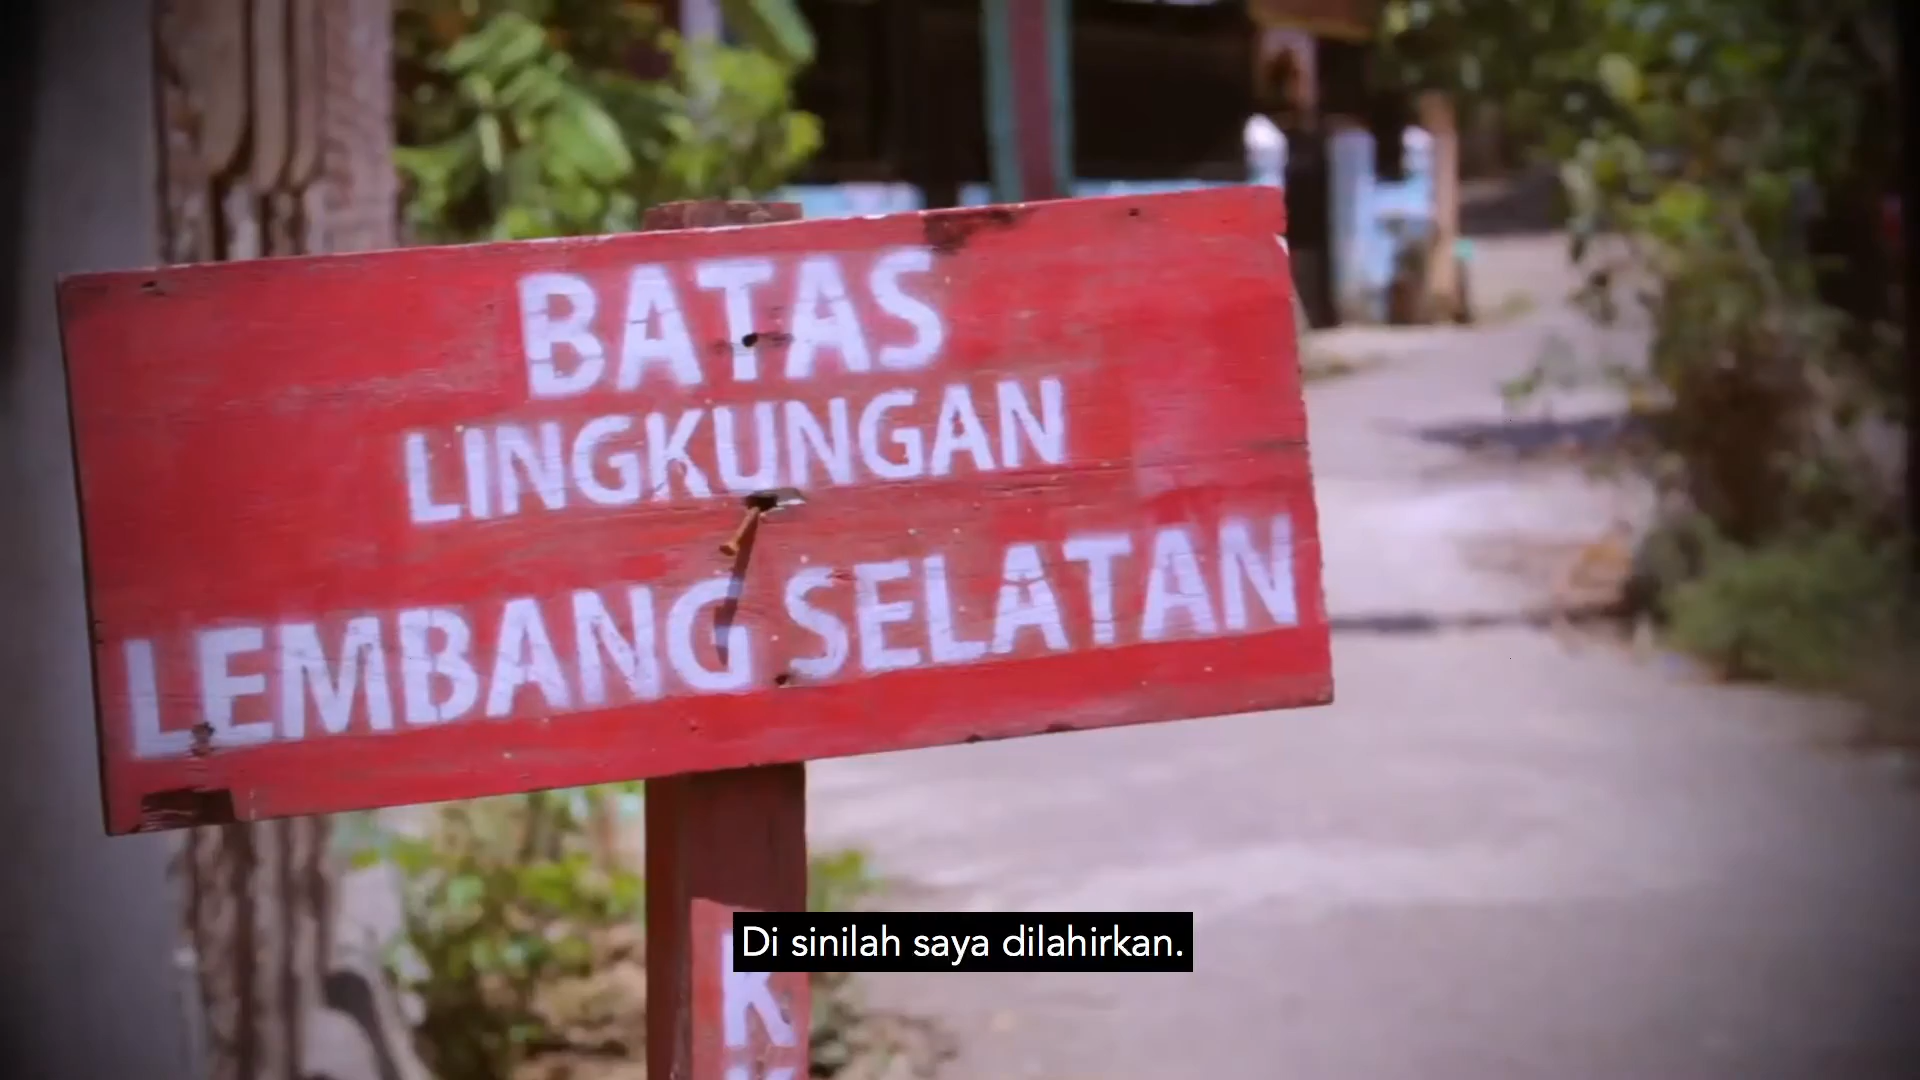 BATAS
LINGKUNGAN
LEMBANG SELATAN
Di sinilah saya dilahirkan.
K